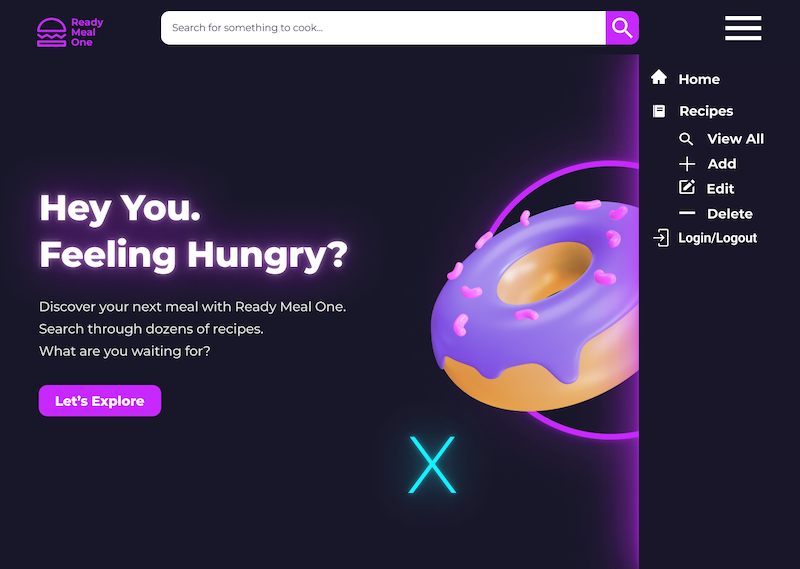 Ready
Meal
One
Search for something to cook...
Home
Recipes
View All
Add
Edit
Delete
Login/Logout
Hey You.
Feeling Hungry?
Discover your next meal with Ready Meal One.
Search through dozens of recipes.
What are you waiting for?
Let's Explore
X